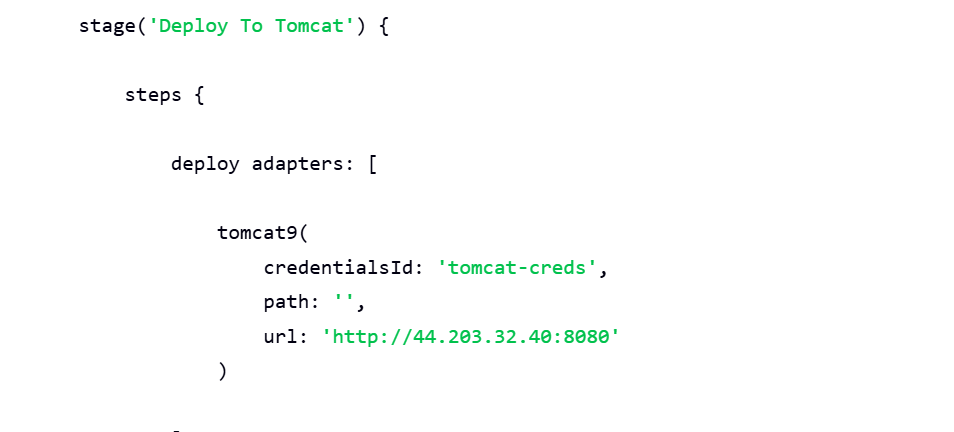 stage('Deploy To Tomcat') {
steps {
deploy adapters: [
tomcat9(
credentialsId: 'tomcat-creds',
path: '',
url: 'http://44.203.32.40:8080'
)